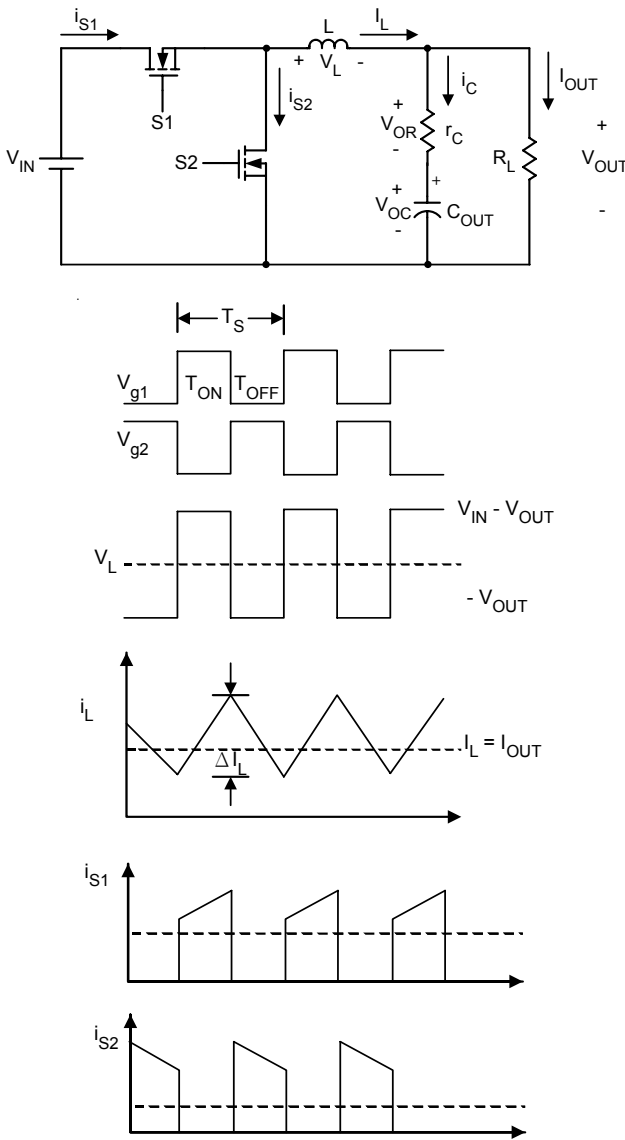 i_S1
L
I_L
+ V_L -
i_S2
i_C
I_OUT
S1
+
V_OR
-
r_C
V_IN
S2
R_L
+
V_OUT
-
+
V_OC
-
+
C_OUT
T_S
V_g1
T_ON
T_OFF
V_g2
V_IN - V_OUT
V_L
- V_OUT
i_L
I_L = I_OUT
Δ I_L
i_S1
i_S2